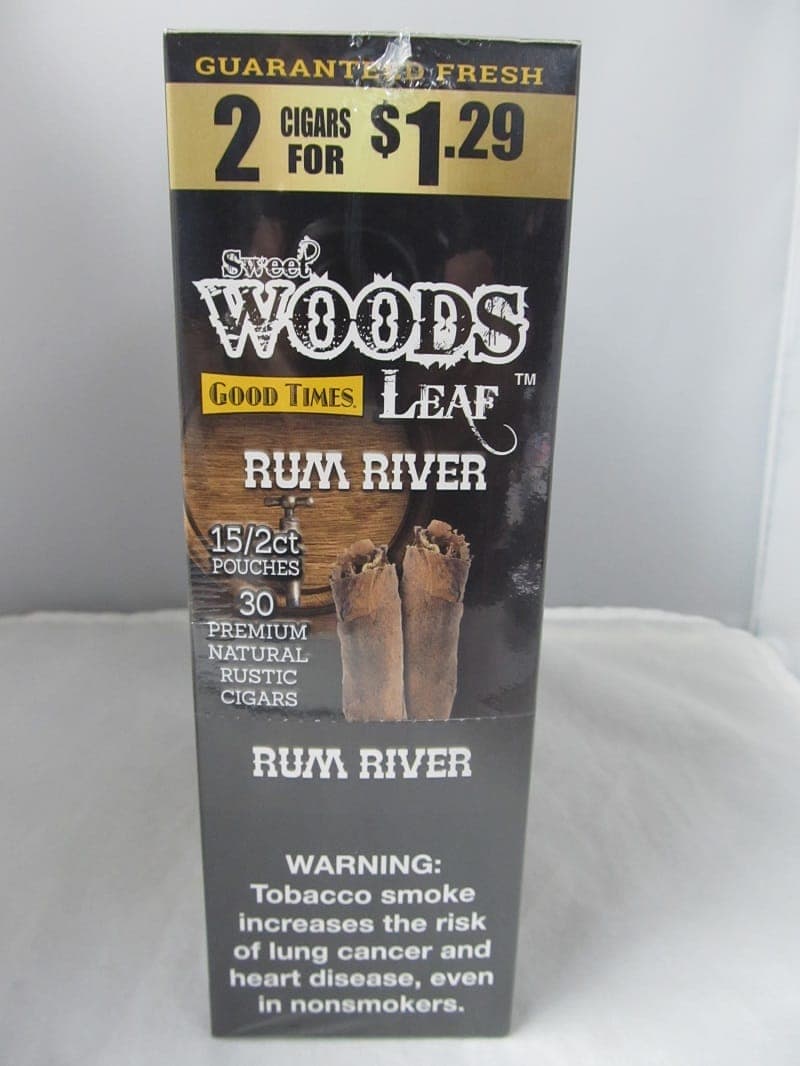 GUARANTEED FRESH
2 CIGARS FOR $1.29
Sweet
WOODS
GOOD TIMES. LEAF™
RUM RIVER
15/2ct
POUCHES
30
PREMIUM
NATURAL
RUSTIC
CIGARS
RUM RIVER
WARNING:
Tobacco smoke
increases the risk
of lung cancer and
heart disease, even
in nonsmokers.